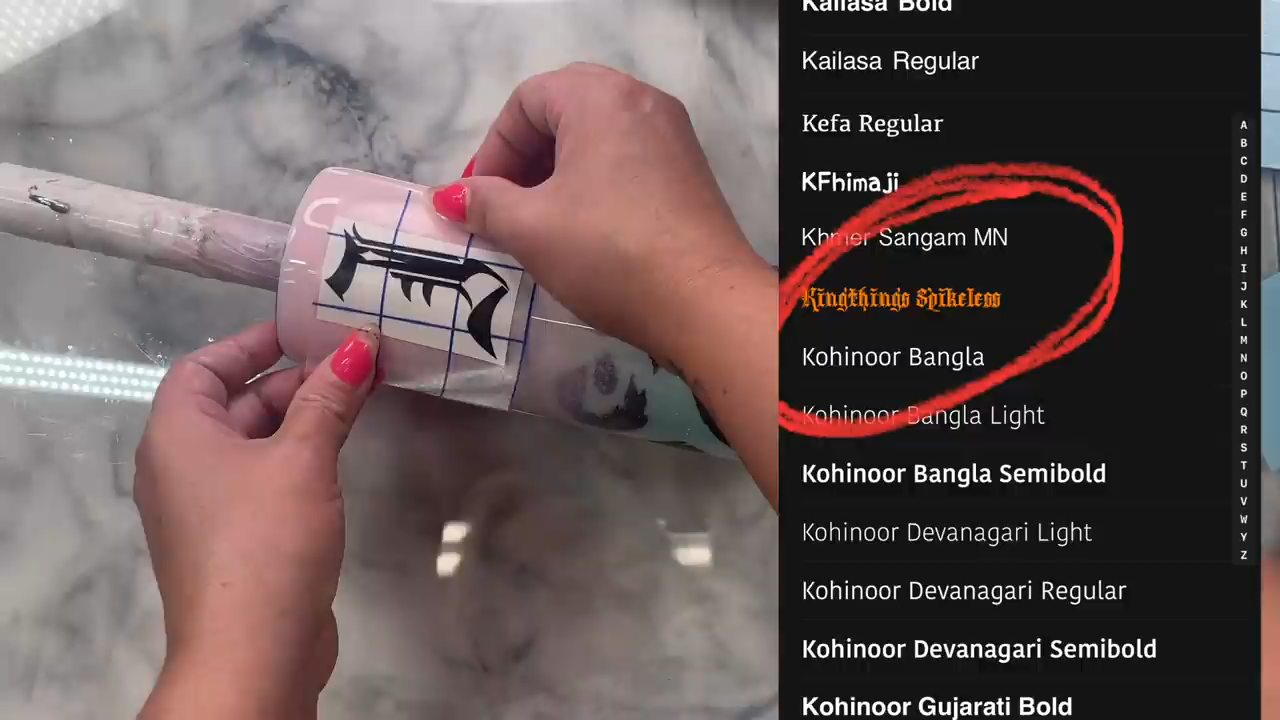 Kailasa Bold
Kailasa Regular
Kefa Regular
KFhimaji
Khmer Sangam MN
Kingthings Spikeless
Kohinoor Bangla
Kohinoor Bangla Light
Kohinoor Bangla Semibold
Kohinoor Devanagari Light
Kohinoor Devanagari Regular
Kohinoor Devanagari Semibold
Kohinoor Gujarati Bold
A
B
C
D
E
F
G
H
I
J
K
L
M
N
O
P
Q
R
S
T
U
V
W
Y
Z